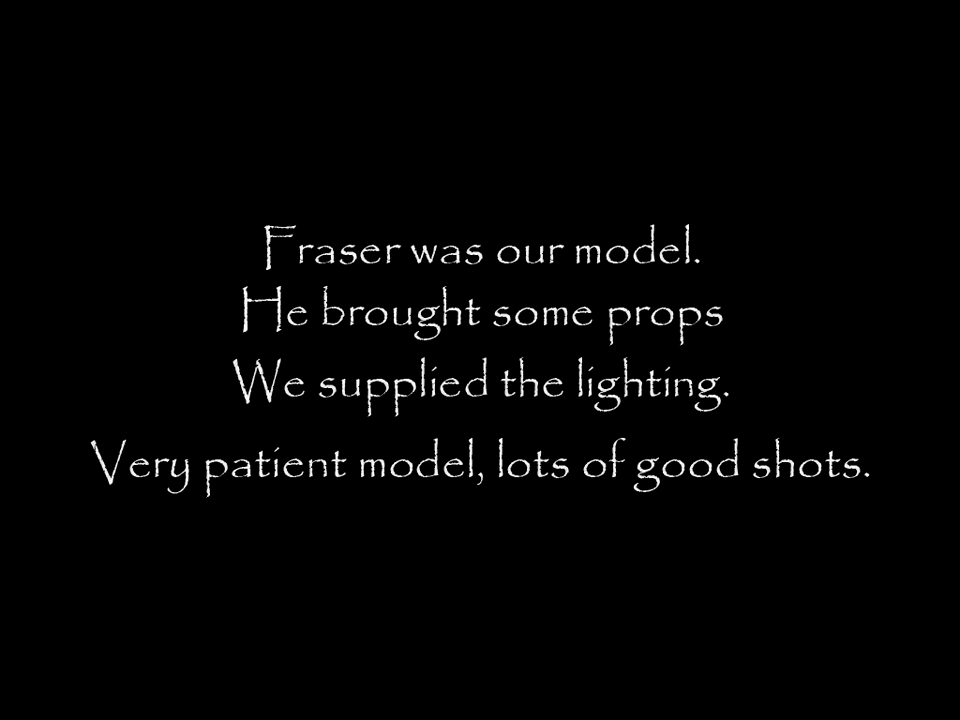 Fraser was our model.
He brought some props
We supplied the lighting.
Very patient model, lots of good shots.